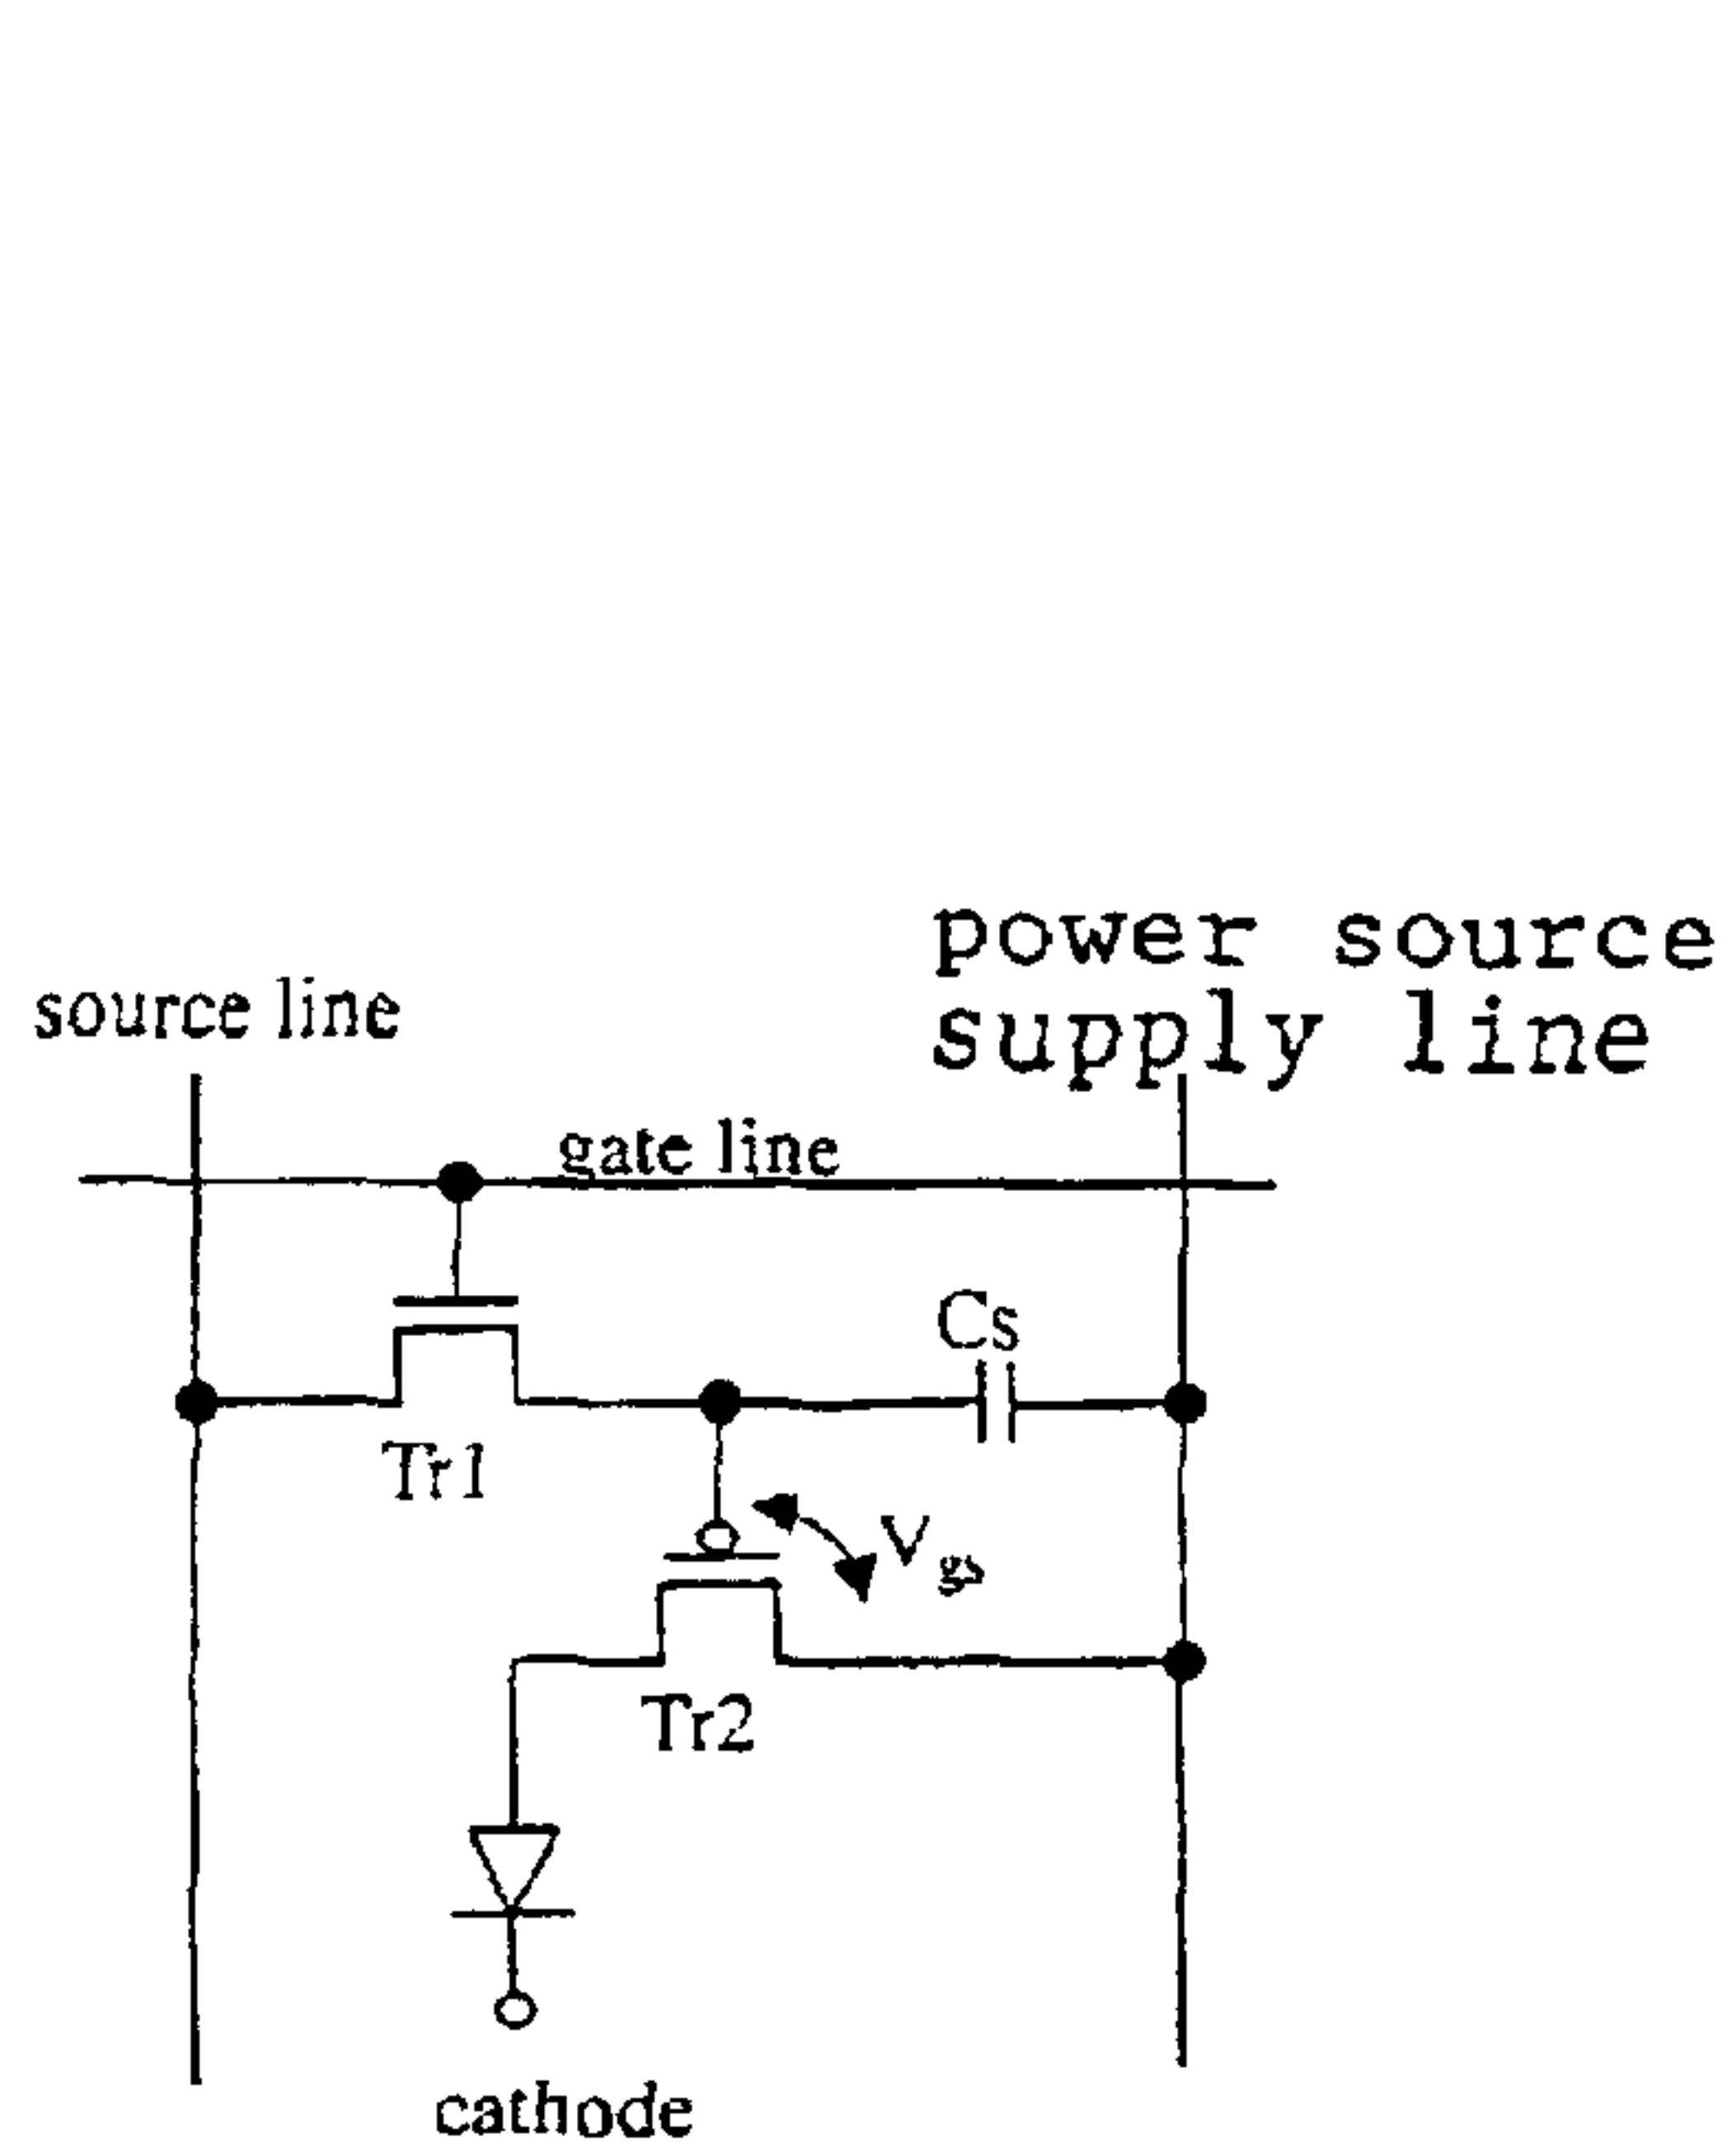 power source
supply line
source line
gate line
Cs
Tr1
Vgs
Tr2
cathode